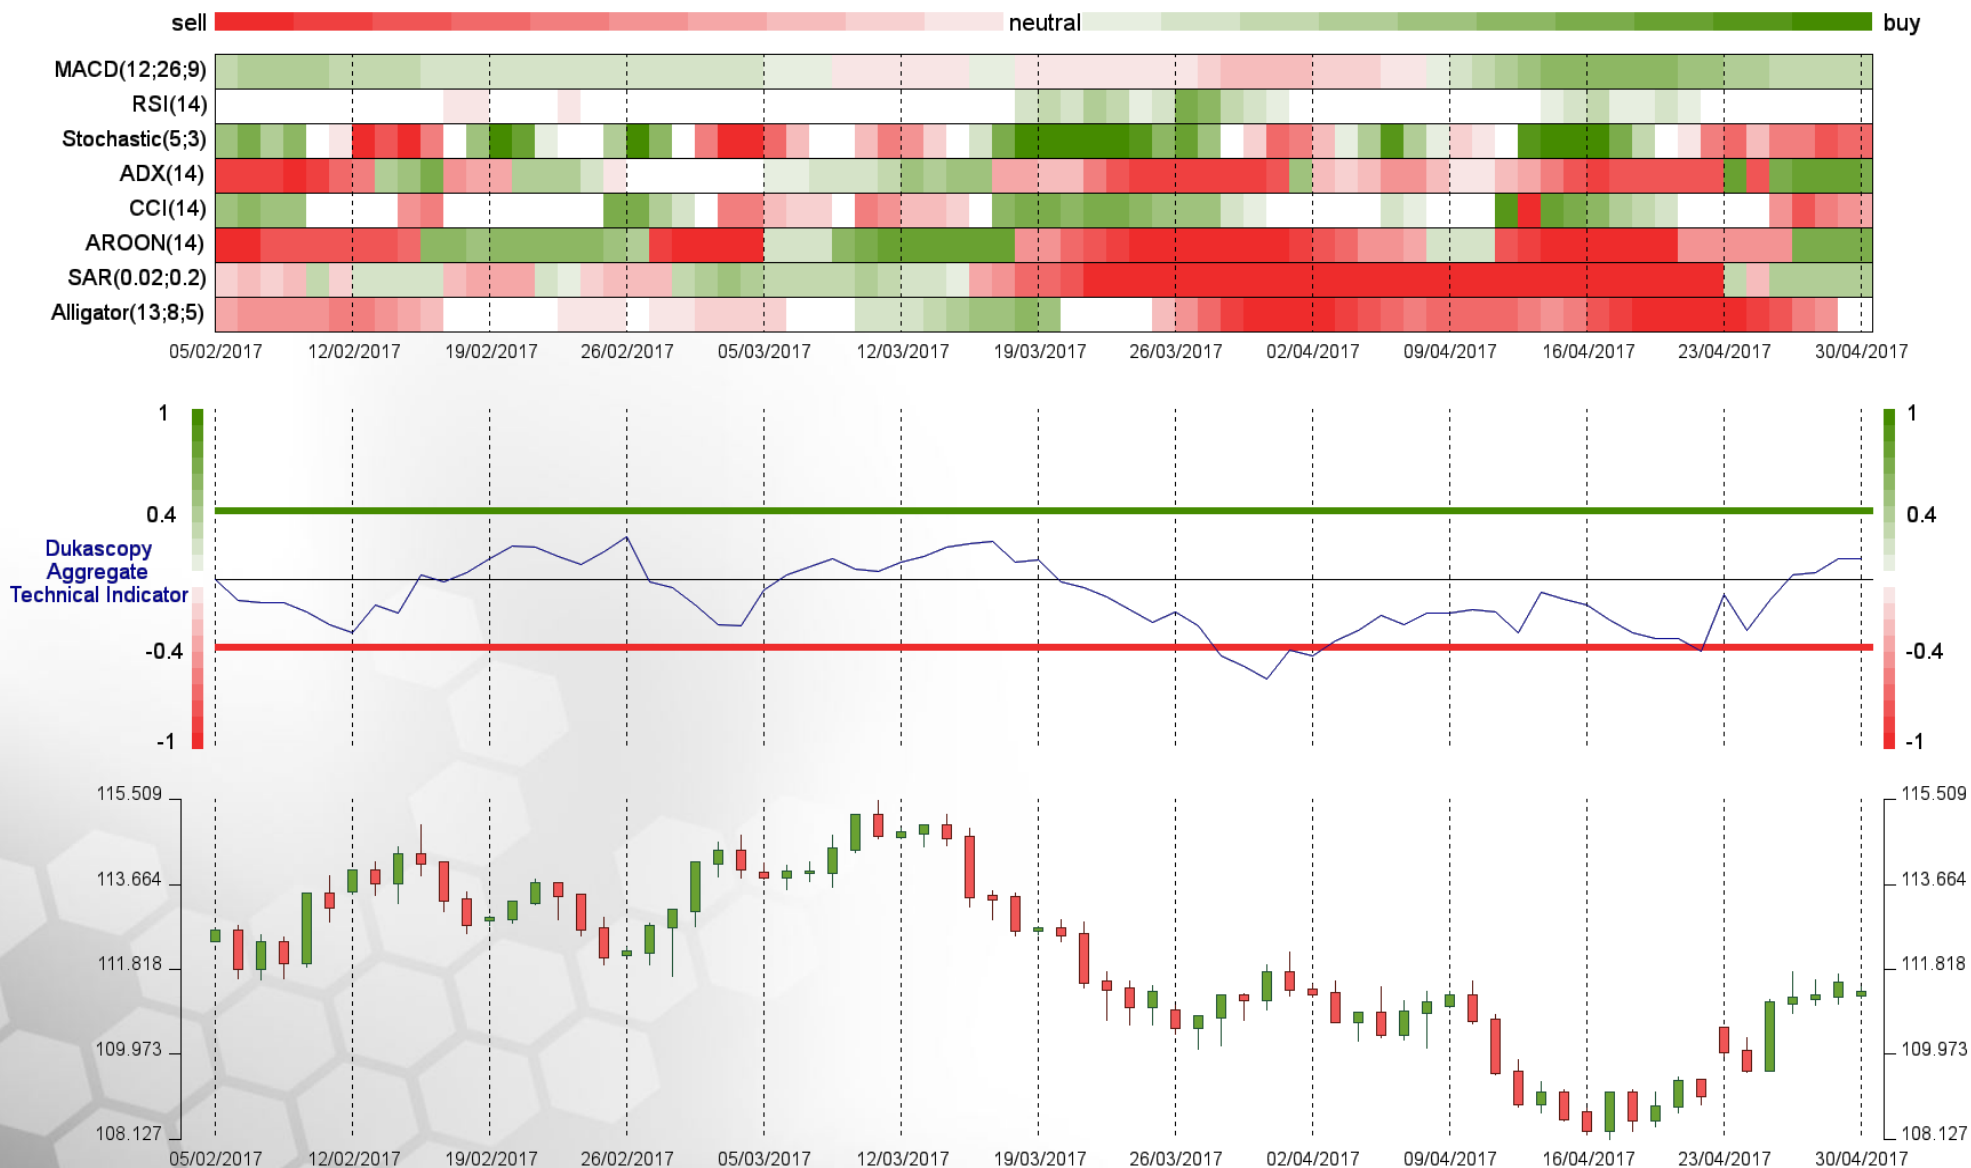 sell neutral buy
MACD(12;26;9)
RSI(14)
Stochastic(5;3)
ADX(14)
CCI(14)
AROON(14)
SAR(0.02;0.2)
Alligator(13;8;5)
05/02/2017 12/02/2017 19/02/2017 26/02/2017 05/03/2017 12/03/2017 19/03/2017 26/03/2017 02/04/2017 09/04/2017 16/04/2017 23/04/2017 30/04/2017
1 1
0.4 0.4
Dukascopy
Aggregate
Technical Indicator
-0.4 -0.4
-1 -1
115.509 115.509
113.664 113.664
111.818 111.818
109.973 109.973
108.127 108.127
05/02/2017 12/02/2017 19/02/2017 26/02/2017 05/03/2017 12/03/2017 19/03/2017 26/03/2017 02/04/2017 09/04/2017 16/04/2017 23/04/2017 30/04/2017